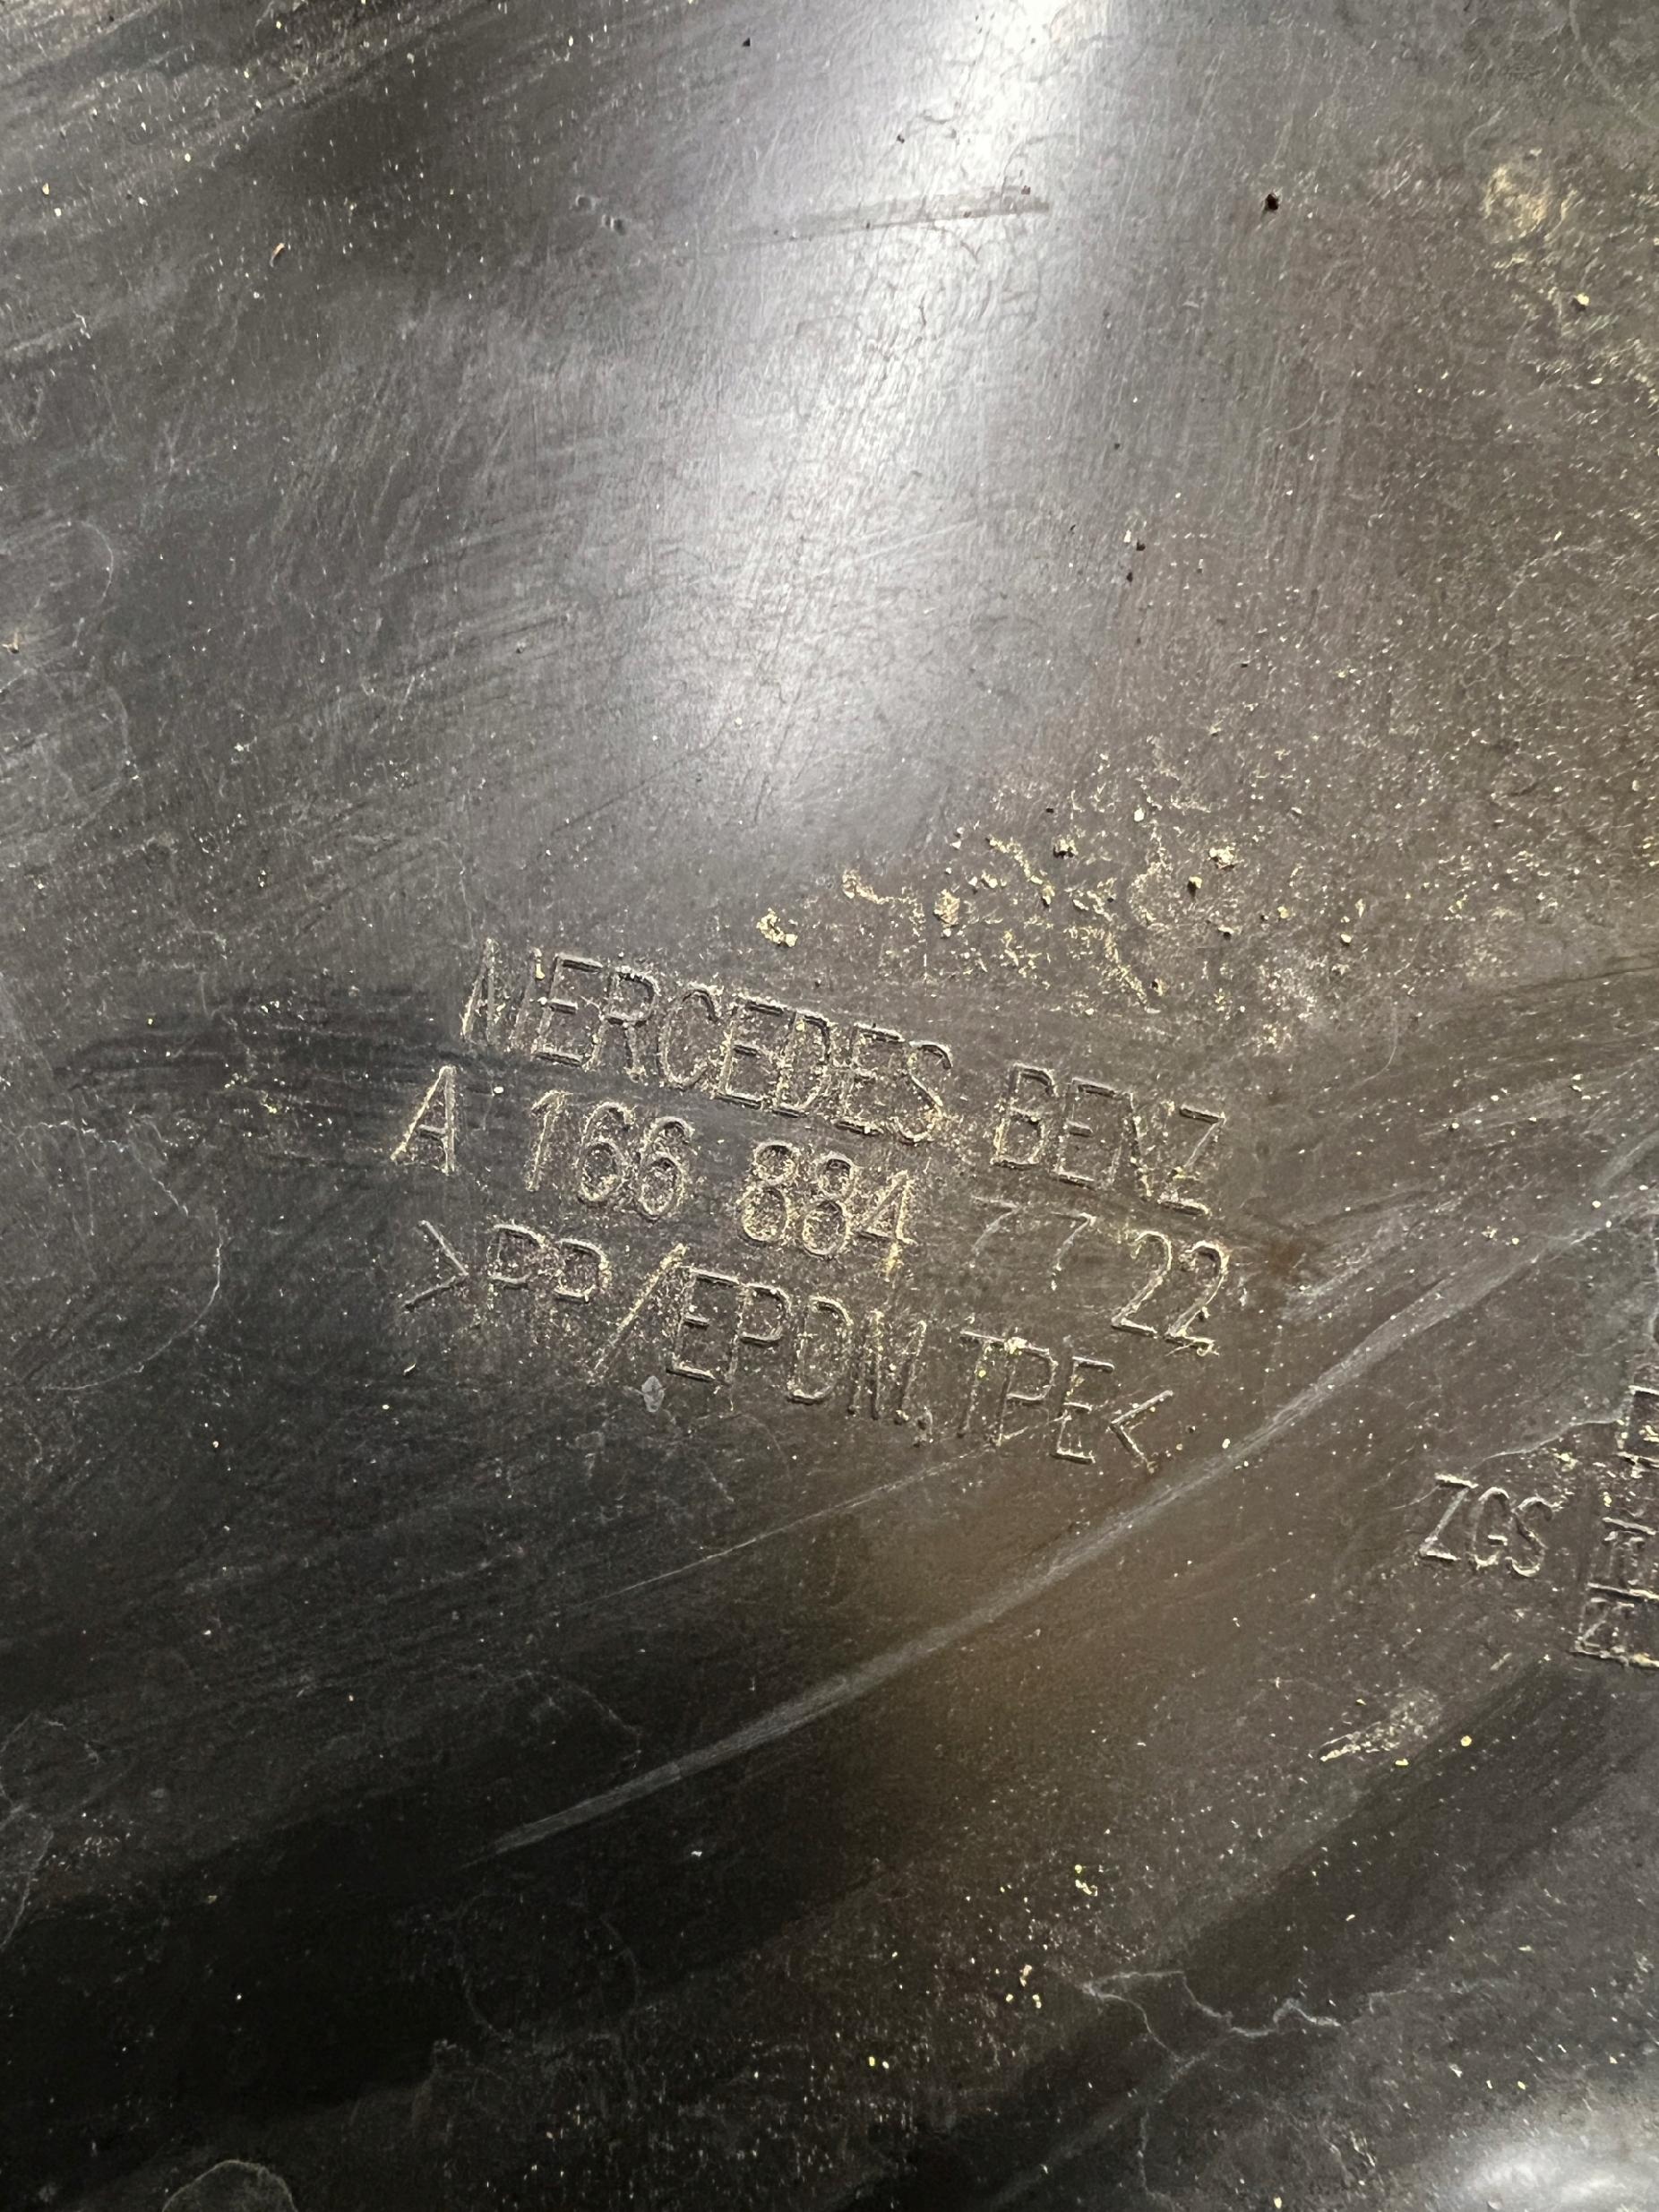 MERCEDES BENZ
A 166 884 77 22
>PP/EPDM,TPE<
ZGS